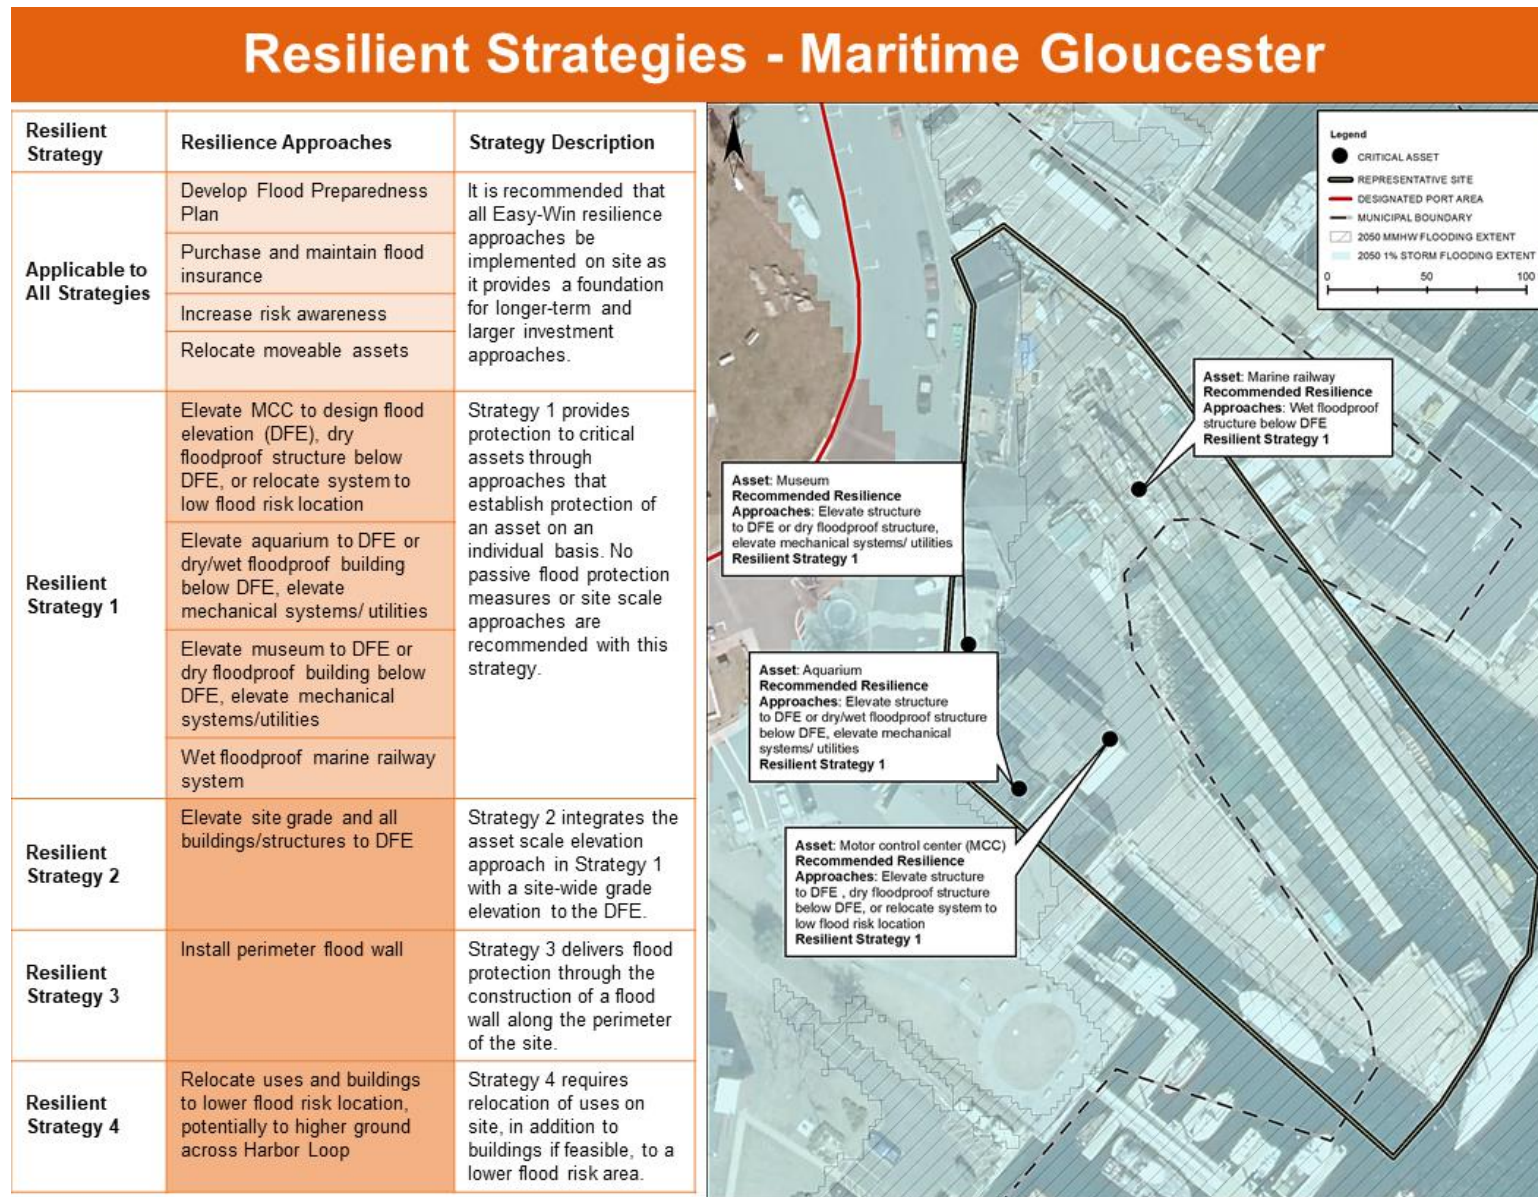 Resilient Strategies - Maritime Gloucester
Resilient
Strategy
Resilience Approaches
Strategy Description
Applicable to
All Strategies
Develop Flood Preparedness
Plan
Purchase and maintain flood
insurance
Increase risk awareness
Relocate moveable assets
It is recommended that
all Easy-Win resilience
approaches be
implemented on site as
it provides a foundation
for longer-term and
larger investment
approaches.
Resilient
Strategy 1
Elevate MCC to design flood
elevation (DFE), dry
floodproof structure below
DFE, or relocate system to
low flood risk location
Elevate aquarium to DFE or
dry/wet floodproof building
below DFE, elevate
mechanical systems/ utilities
Elevate museum to DFE or
dry floodproof building below
DFE, elevate mechanical
systems/utilities
Wet floodproof marine railway
system
Strategy 1 provides
protection to critical
assets through
approaches that
establish protection of
an asset on an
individual basis. No
passive flood protection
measures or site scale
approaches are
recommended with this
strategy.
Resilient
Strategy 2
Elevate site grade and all
buildings/structures to DFE
Strategy 2 integrates the
asset scale elevation
approach in Strategy 1
with a site-wide grade
elevation to the DFE.
Resilient
Strategy 3
Install perimeter flood wall
Strategy 3 delivers flood
protection through the
construction of a flood
wall along the perimeter
of the site.
Resilient
Strategy 4
Relocate uses and buildings
to lower flood risk location,
potentially to higher ground
across Harbor Loop
Strategy 4 requires
relocation of uses on
site, in addition to
buildings if feasible, to a
lower flood risk area.
Legend
CRITICAL ASSET
REPRESENTATIVE SITE
DESIGNATED PORT AREA
MUNICIPAL BOUNDARY
2050 MMHW FLOODING EXTENT
2050 1% STORM FLOODING EXTENT
0 50 100
Asset: Marine railway
Recommended Resilience
Approaches: Wet floodproof
structure below DFE
Resilient Strategy 1
Asset: Museum
Recommended Resilience
Approaches: Elevate structure
to DFE or dry floodproof structure,
elevate mechanical systems/ utilities
Resilient Strategy 1
Asset: Aquarium
Recommended Resilience
Approaches: Elevate structure
to DFE or dry/wet floodproof structure
below DFE, elevate mechanical
systems/ utilities
Resilient Strategy 1
Asset: Motor control center (MCC)
Recommended Resilience
Approaches: Elevate structure
to DFE , dry floodproof structure
below DFE, or relocate system to
low flood risk location
Resilient Strategy 1